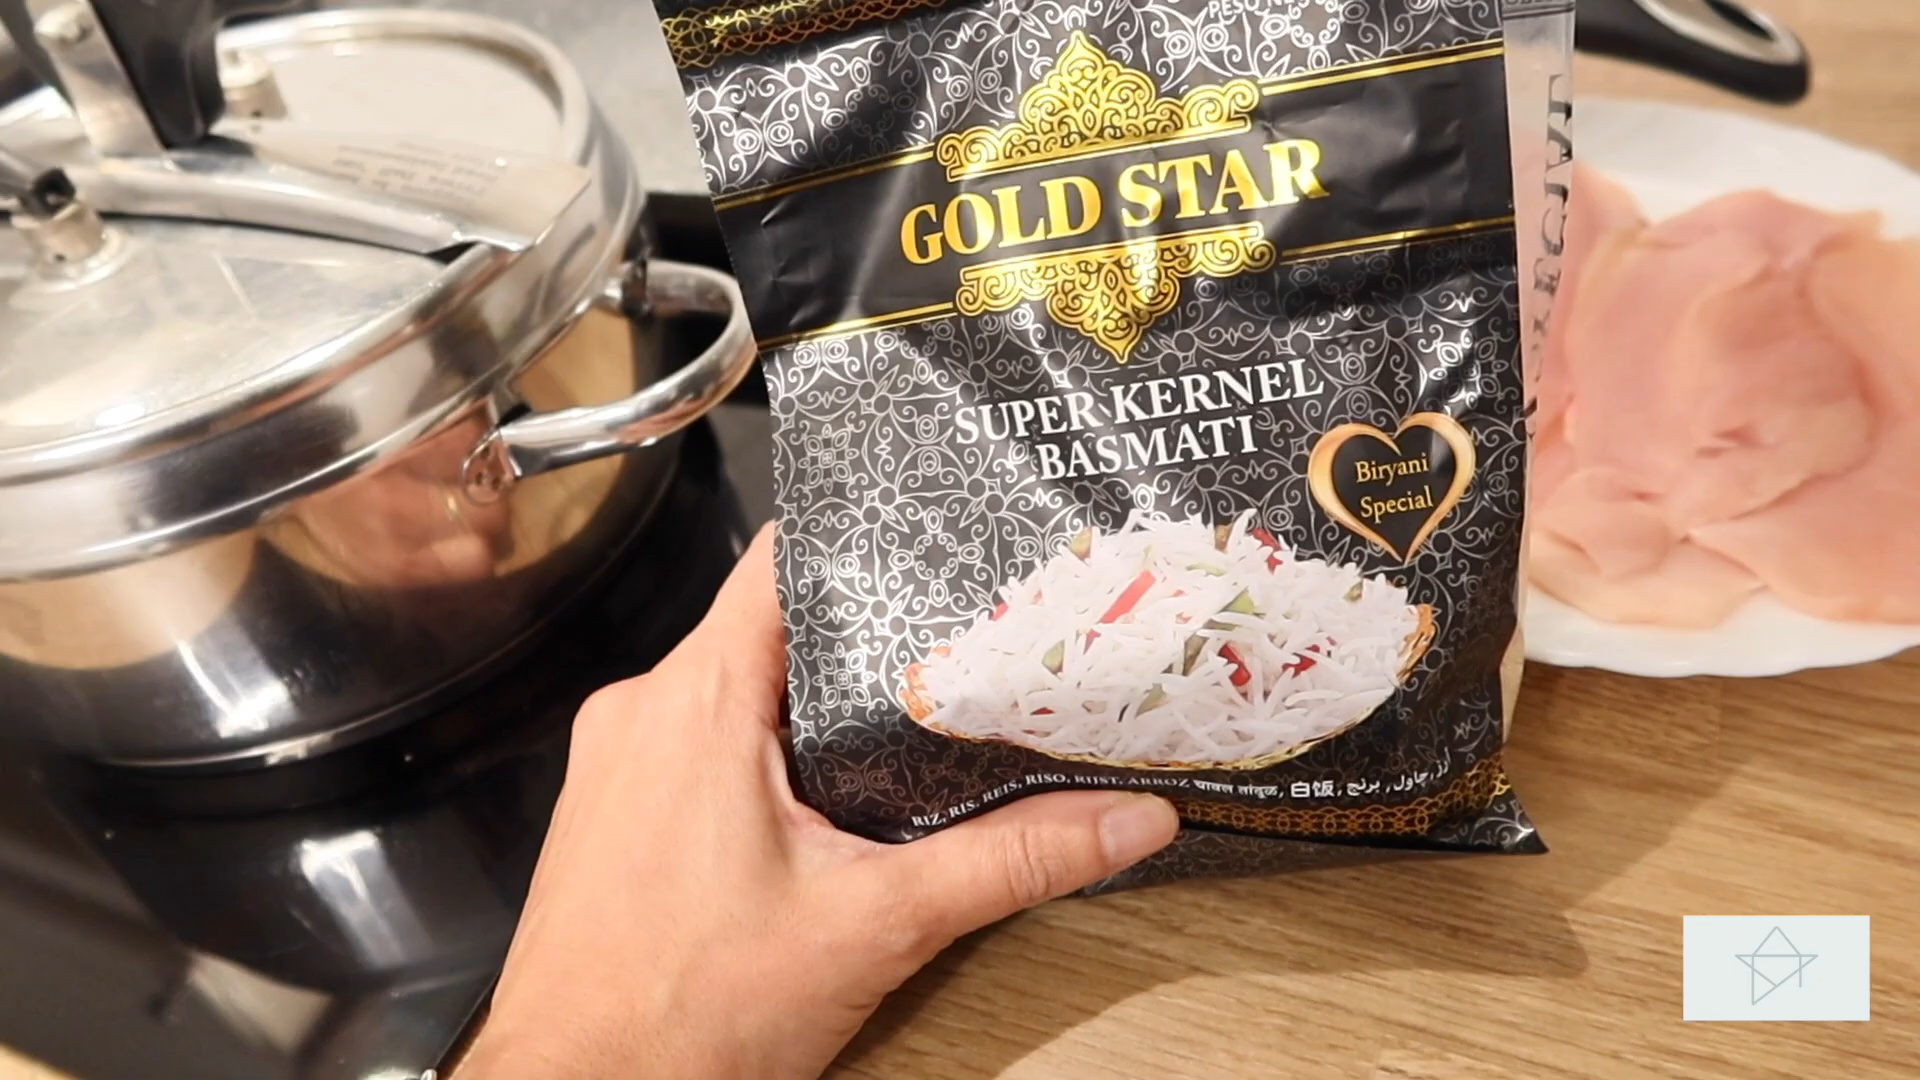 GOLD STAR
SUPER KERNEL
BASMATI
Biryani
Special
RIZ, RIS, REIS, RISO, RIJST, ARROZ चावल तांदूळ, 白饭, برنج, چاول, أرز